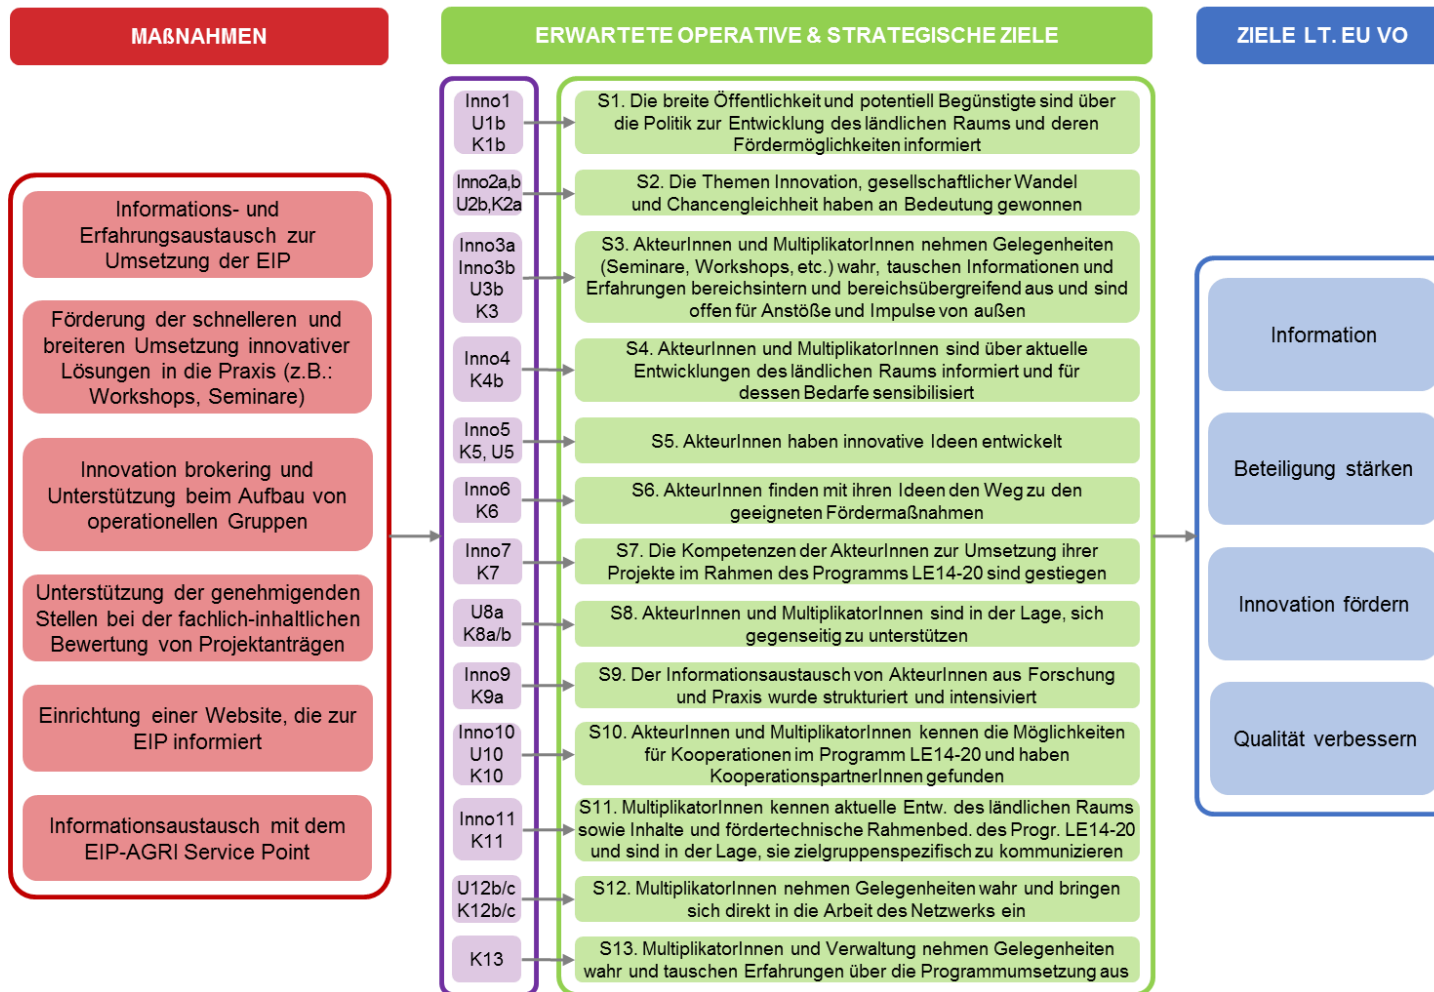 MAßNAHMEN
Informations- und
Erfahrungsaustausch zur
Umsetzung der EIP
Förderung der schnelleren und
breiteren Umsetzung innovativer
Lösungen in die Praxis (z.B.:
Workshops, Seminare)
Innovation brokering und
Unterstützung beim Aufbau von
operationellen Gruppen
Unterstützung der genehmigenden
Stellen bei der fachlich-inhaltlichen
Bewertung von Projektanträgen
Einrichtung einer Website, die zur
EIP informiert
Informationsaustausch mit dem
EIP-AGRI Service Point
ERWARTETE OPERATIVE & STRATEGISCHE ZIELE
Inno1
U1b
K1b
S1. Die breite Öffentlichkeit und potentiell Begünstigte sind über
die Politik zur Entwicklung des ländlichen Raums und deren
Fördermöglichkeiten informiert
Inno2a,b
U2b,K2a
S2. Die Themen Innovation, gesellschaftlicher Wandel
und Chancengleichheit haben an Bedeutung gewonnen
Inno3a
Inno3b
U3b
K3
S3. AkteurInnen und MultiplikatorInnen nehmen Gelegenheiten
(Seminare, Workshops, etc.) wahr, tauschen Informationen und
Erfahrungen bereichsintern und bereichsübergreifend aus und sind
offen für Anstöße und Impulse von außen
Inno4
K4b
S4. AkteurInnen und MultiplikatorInnen sind über aktuelle
Entwicklungen des ländlichen Raums informiert und für
dessen Bedarfe sensibilisiert
Inno5
K5, U5
S5. AkteurInnen haben innovative Ideen entwickelt
Inno6
K6
S6. AkteurInnen finden mit ihren Ideen den Weg zu den
geeigneten Fördermaßnahmen
Inno7
K7
S7. Die Kompetenzen der AkteurInnen zur Umsetzung ihrer
Projekte im Rahmen des Programms LE14-20 sind gestiegen
U8a
K8a/b
S8. AkteurInnen und MultiplikatorInnen sind in der Lage, sich
gegenseitig zu unterstützen
Inno9
K9a
S9. Der Informationsaustausch von AkteurInnen aus Forschung
und Praxis wurde strukturiert und intensiviert
Inno10
U10
K10
S10. AkteurInnen und MultiplikatorInnen kennen die Möglichkeiten
für Kooperationen im Programm LE14-20 und haben
KooperationspartnerInnen gefunden
Inno11
K11
S11. MultiplikatorInnen kennen aktuelle Entw. des ländlichen Raums
sowie Inhalte und fördertechnische Rahmenbed. des Progr. LE14-20
und sind in der Lage, sie zielgruppenspezifisch zu kommunizieren
U12b/c
K12b/c
S12. MultiplikatorInnen nehmen Gelegenheiten wahr und bringen
sich direkt in die Arbeit des Netzwerks ein
K13
S13. MultiplikatorInnen und Verwaltung nehmen Gelegenheiten
wahr und tauschen Erfahrungen über die Programmumsetzung aus
ZIELE LT. EU VO
Information
Beteiligung stärken
Innovation fördern
Qualität verbessern